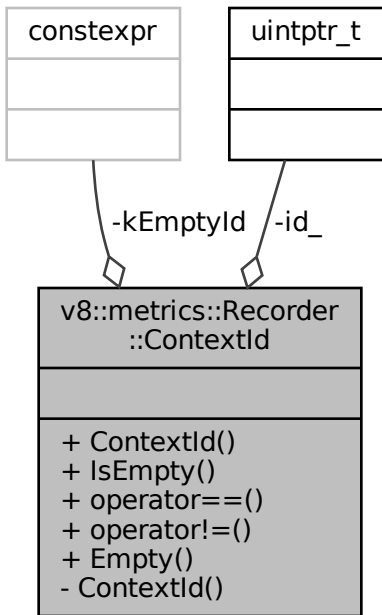 constexpr
uintptr_t
-kEmptyId
-id_
v8::metrics::Recorder
::ContextId
+ ContextId()
+ IsEmpty()
+ operator==()
+ operator!=()
+ Empty()
- ContextId()